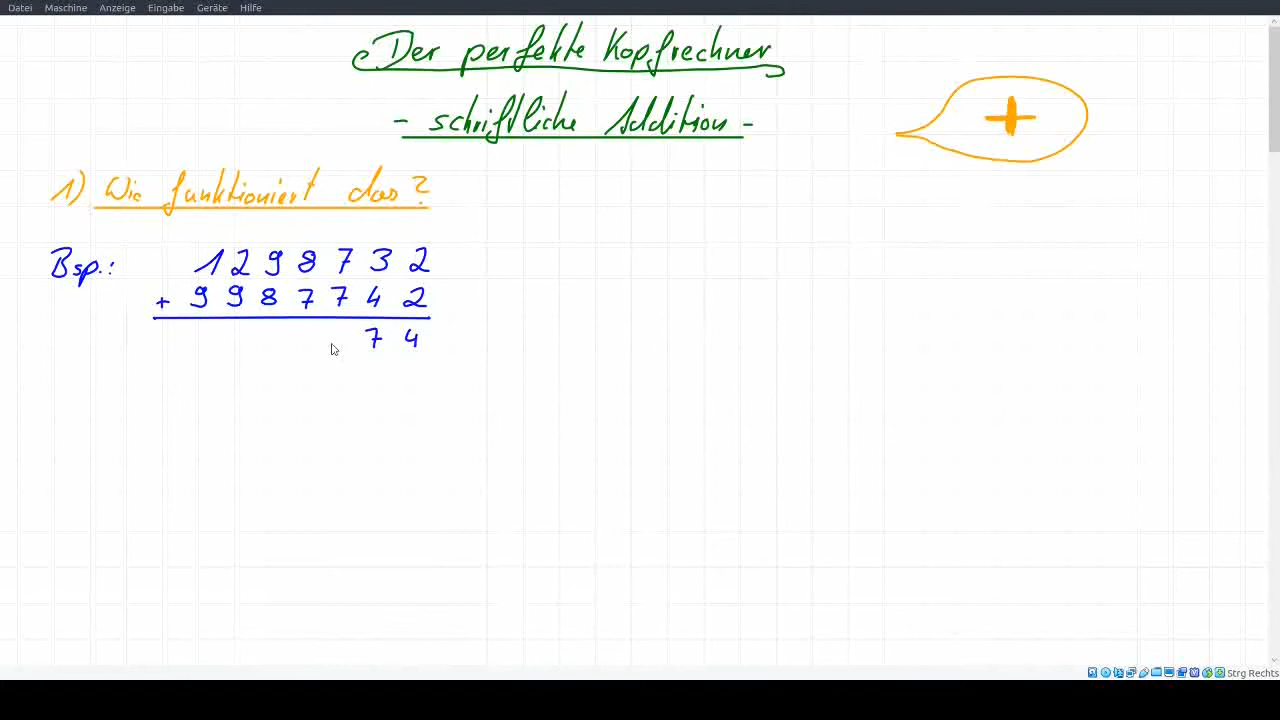 Datei Maschine Anzeige Eingabe Geräte Hilfe
Der perfekte Kopfrechner
- schriftliche Addition -
+
1) Wie funktioniert das?
Bsp.: 1 2 9 8 7 3 2
+ 9 9 8 7 7 4 2
7 4
Strg Rechts